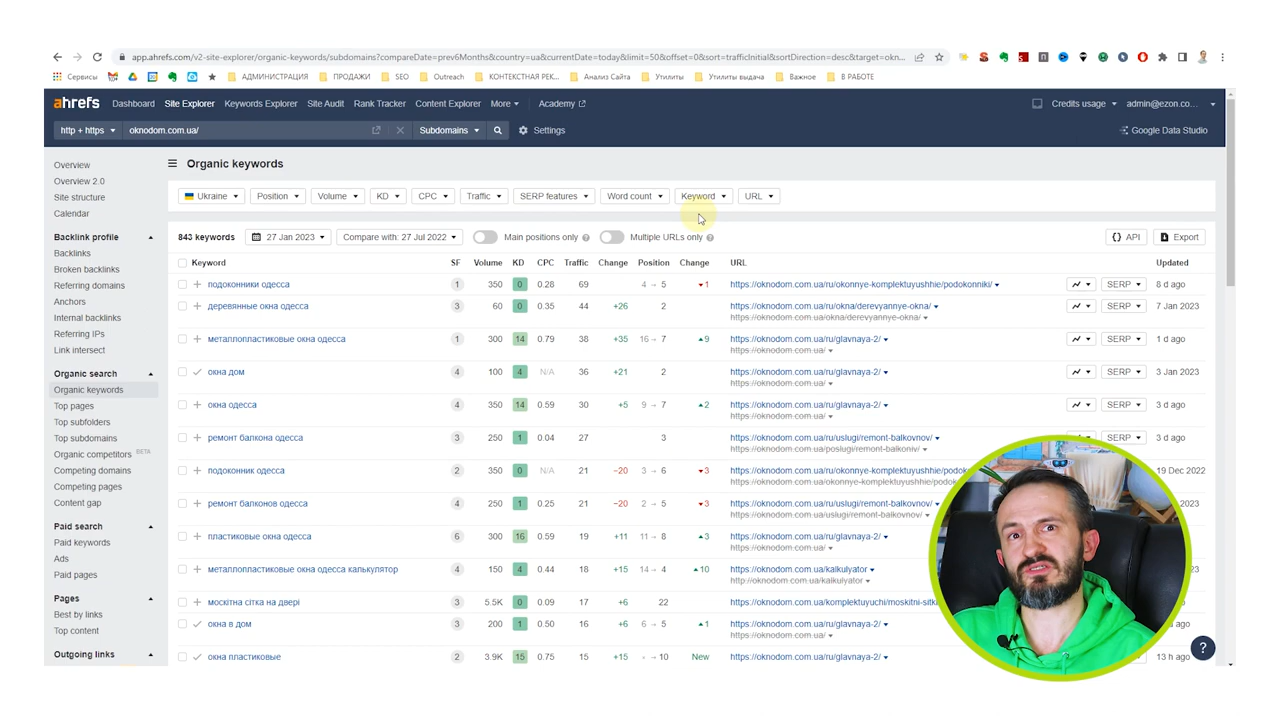 app.ahrefs.com/v2-site-explorer/organic-keywords/subdomains?compareDate=prev6Months&country=ua&currentDate=today&limit=50&offset=0&sort=trafficInitial&sortDirection=desc&target=okn...
Сервисы АДМИНИСТРАЦИЯ ПРОДАЖИ SEO Outreach КОНТЕКСТНАЯ РЕК... Анализ Сайта Утилиты Утилиты выдача Важное В РАБОТЕ
ahrefs Dashboard Site Explorer Keywords Explorer Site Audit Rank Tracker Content Explorer More Academy Credits usage admin@ezon.co...
http + https oknodom.com.ua/ Subdomains Settings Google Data Studio
Overview
Overview 2.0
Site structure
Calendar
Backlink profile
Backlinks
Broken backlinks
Referring domains
Anchors
Internal backlinks
Referring IPs
Link intersect
Organic search
Organic keywords
Top pages
Top subfolders
Top subdomains
Organic competitors BETA
Competing domains
Competing pages
Content gap
Paid search
Paid keywords
Ads
Paid pages
Pages
Best by links
Top content
Outgoing links
Organic keywords
Ukraine Position Volume KD CPC Traffic SERP features Word count Keyword URL
843 keywords 27 Jan 2023 Compare with: 27 Jul 2022 Main positions only Multiple URLs only API Export
Keyword SF Volume KD CPC Traffic Change Position Change URL Updated
подоконники одесса 1 350 0 0.28 69 4 → 5 1 https://oknodom.com.ua/ru/okonnye-komplektuyushhie/podokonniki/ SERP 8 d ago
деревянные окна одесса 3 60 0 0.35 44 +26 2 https://oknodom.com.ua/ru/okna/derevyannye-okna/ SERP 7 Jan 2023
https://oknodom.com.ua/okna/derevyannye-okna/
металлопластиковые окна одесса 1 300 14 0.79 38 +35 16 → 7 9 https://oknodom.com.ua/ru/glavnaya-2/ SERP 1 d ago
https://oknodom.com.ua/
окна дом 4 100 4 N/A 36 +21 2 https://oknodom.com.ua/ru/glavnaya-2/ SERP 3 Jan 2023
https://oknodom.com.ua/
окна одесса 4 350 14 0.59 30 +5 9 → 7 2 https://oknodom.com.ua/ru/glavnaya-2/ SERP 3 d ago
https://oknodom.com.ua/
ремонт балкона одесса 3 250 1 0.04 27 3 https://oknodom.com.ua/ru/uslugi/remont-balkovnov/ SERP 3 d ago
https://oknodom.com.ua/poslugi/remont-balkoniv/
подоконник одесса 2 350 0 N/A 21 −20 3 → 6 3 https://oknodom.com.ua/ru/okonnye-komplektuyushhie/podok 19 Dec 2022
https://oknodom.com.ua/okonnye-komplektuyushhie/podoko
ремонт балконов одесса 4 250 1 0.25 21 −20 2 → 5 3 https://oknodom.com.ua/ru/uslugi/remont-balkovnov/
https://oknodom.com.ua/uslugi/remont-balkovnov/
пластиковые окна одесса 6 300 16 0.59 19 +11 11 → 8 3 https://oknodom.com.ua/ru/glavnaya-2/
https://oknodom.com.ua/
металлопластиковые окна одесса калькулятор 4 150 4 0.44 18 +15 14 → 4 10 https://oknodom.com.ua/kalkulyator
http://oknodom.com.ua/kalkulyator
москітна сітка на двері 3 5.5K 0 0.09 17 +6 22 https://oknodom.com.ua/komplektuyuchi/moskitni-sitki
окна в дом 3 200 1 0.50 16 +6 6 → 5 1 https://oknodom.com.ua/ru/glavnaya-2/
https://oknodom.com.ua/
окна пластиковые 2 3.9K 15 0.75 15 +15 → 10 New https://oknodom.com.ua/ru/glavnaya-2/ 13 h ago
?